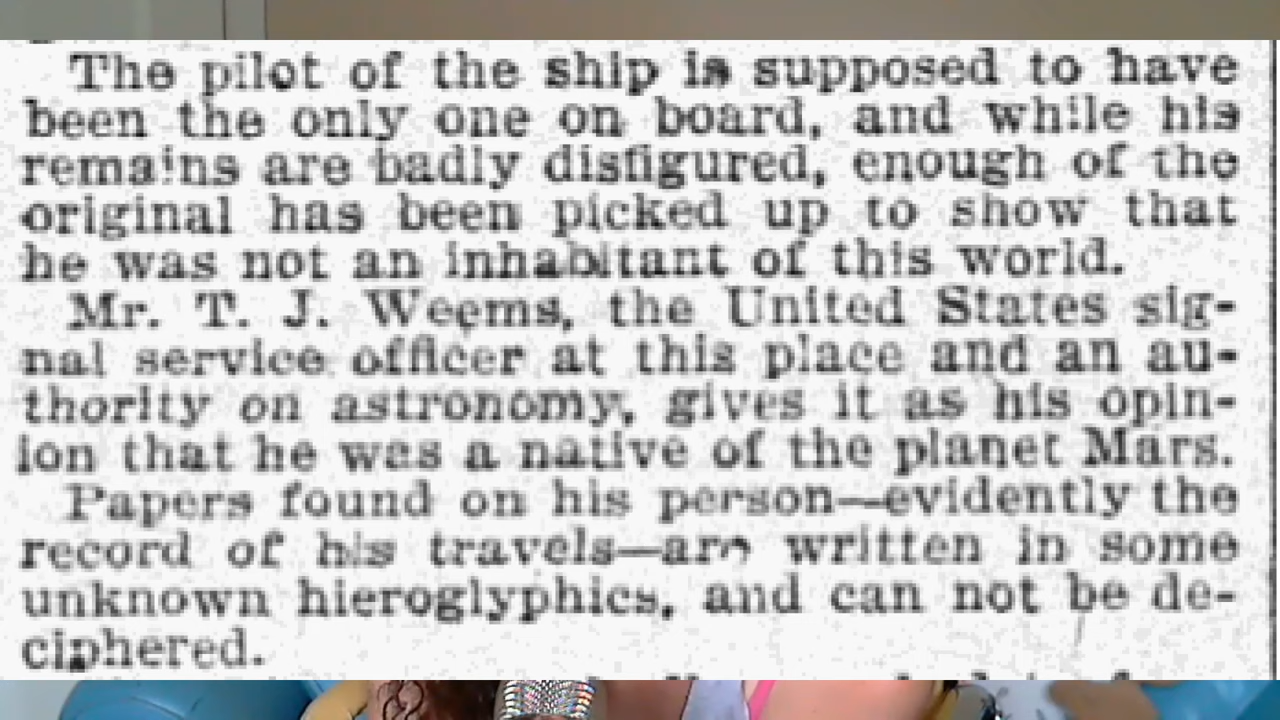 The pilot of the ship is supposed to have
been the only one on board, and while his
remains are badly disfigured, enough of the
original has been picked up to show that
he was not an inhabitant of this world.
Mr. T. J. Weems, the United States sig-
nal service officer at this place and an au-
thority on astronomy, gives it as his opin-
ion that he was a native of the planet Mars.
Papers found on his person—evidently the
record of his travels—are written in some
unknown hieroglyphics, and can not be de-
ciphered.